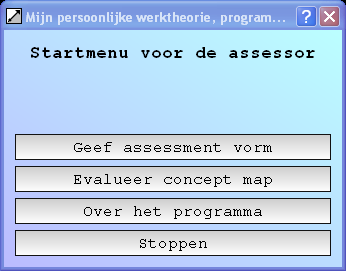 Mijn persoonlijke werktheorie, program...
Startmenu voor de assessor
Geef assessment vorm
Evalueer concept map
Over het programma
Stoppen